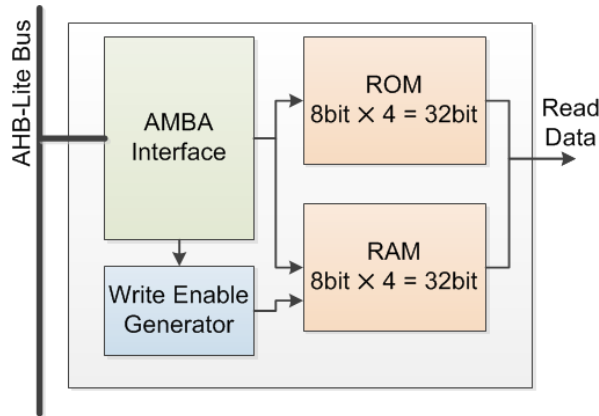 AHB-Lite Bus
AMBA
Interface
ROM
8bit × 4 = 32bit
Read
Data
Write Enable
Generator
RAM
8bit × 4 = 32bit